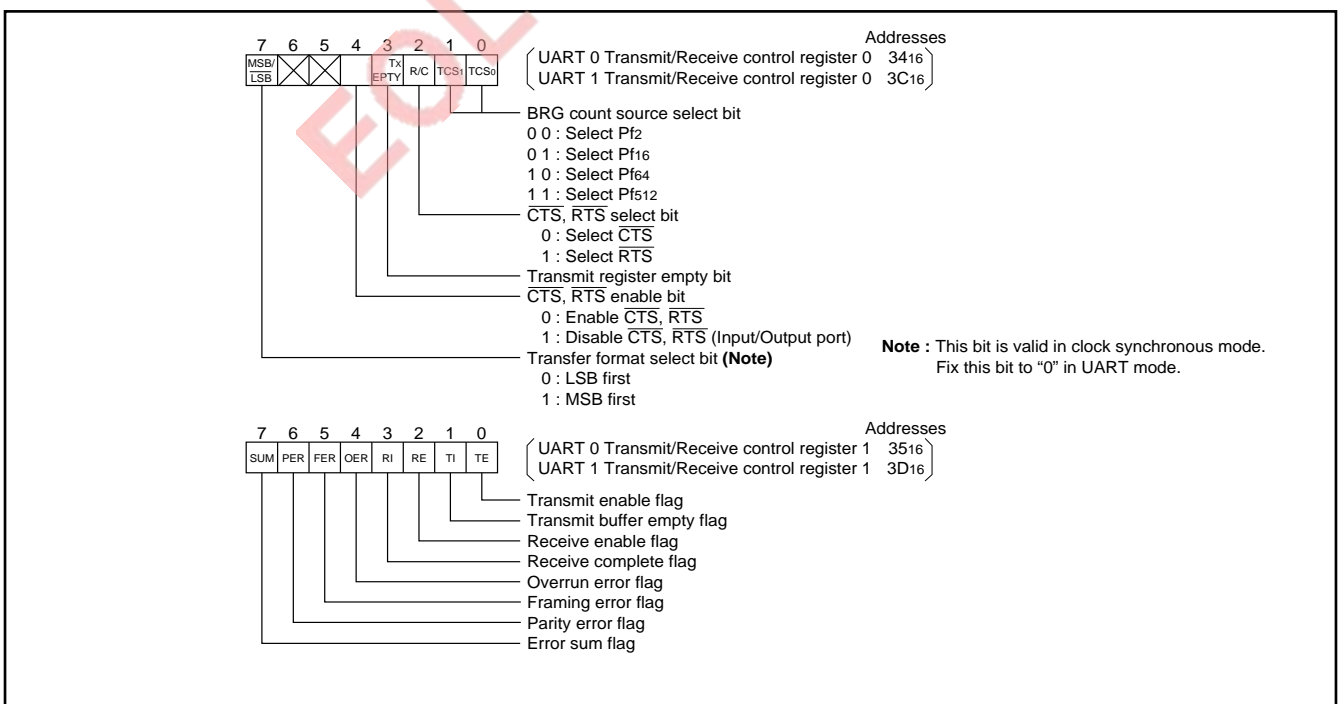 EOL
Addresses
7 6 5 4 3 2 1 0
MSB/LSB Tx EPTY R/C TCS1 TCS0
UART 0 Transmit/Receive control register 0 3416
UART 1 Transmit/Receive control register 0 3C16
BRG count source select bit
0 0 : Select Pf2
0 1 : Select Pf16
1 0 : Select Pf64
1 1 : Select Pf512
CTS, RTS select bit
0 : Select CTS
1 : Select RTS
Transmit register empty bit
CTS, RTS enable bit
0 : Enable CTS, RTS
1 : Disable CTS, RTS (Input/Output port)
Transfer format select bit (Note)
0 : LSB first
1 : MSB first
Note : This bit is valid in clock synchronous mode.
Fix this bit to “0” in UART mode.
Addresses
7 6 5 4 3 2 1 0
SUM PER FER OER RI RE TI TE
UART 0 Transmit/Receive control register 1 3516
UART 1 Transmit/Receive control register 1 3D16
Transmit enable flag
Transmit buffer empty flag
Receive enable flag
Receive complete flag
Overrun error flag
Framing error flag
Parity error flag
Error sum flag